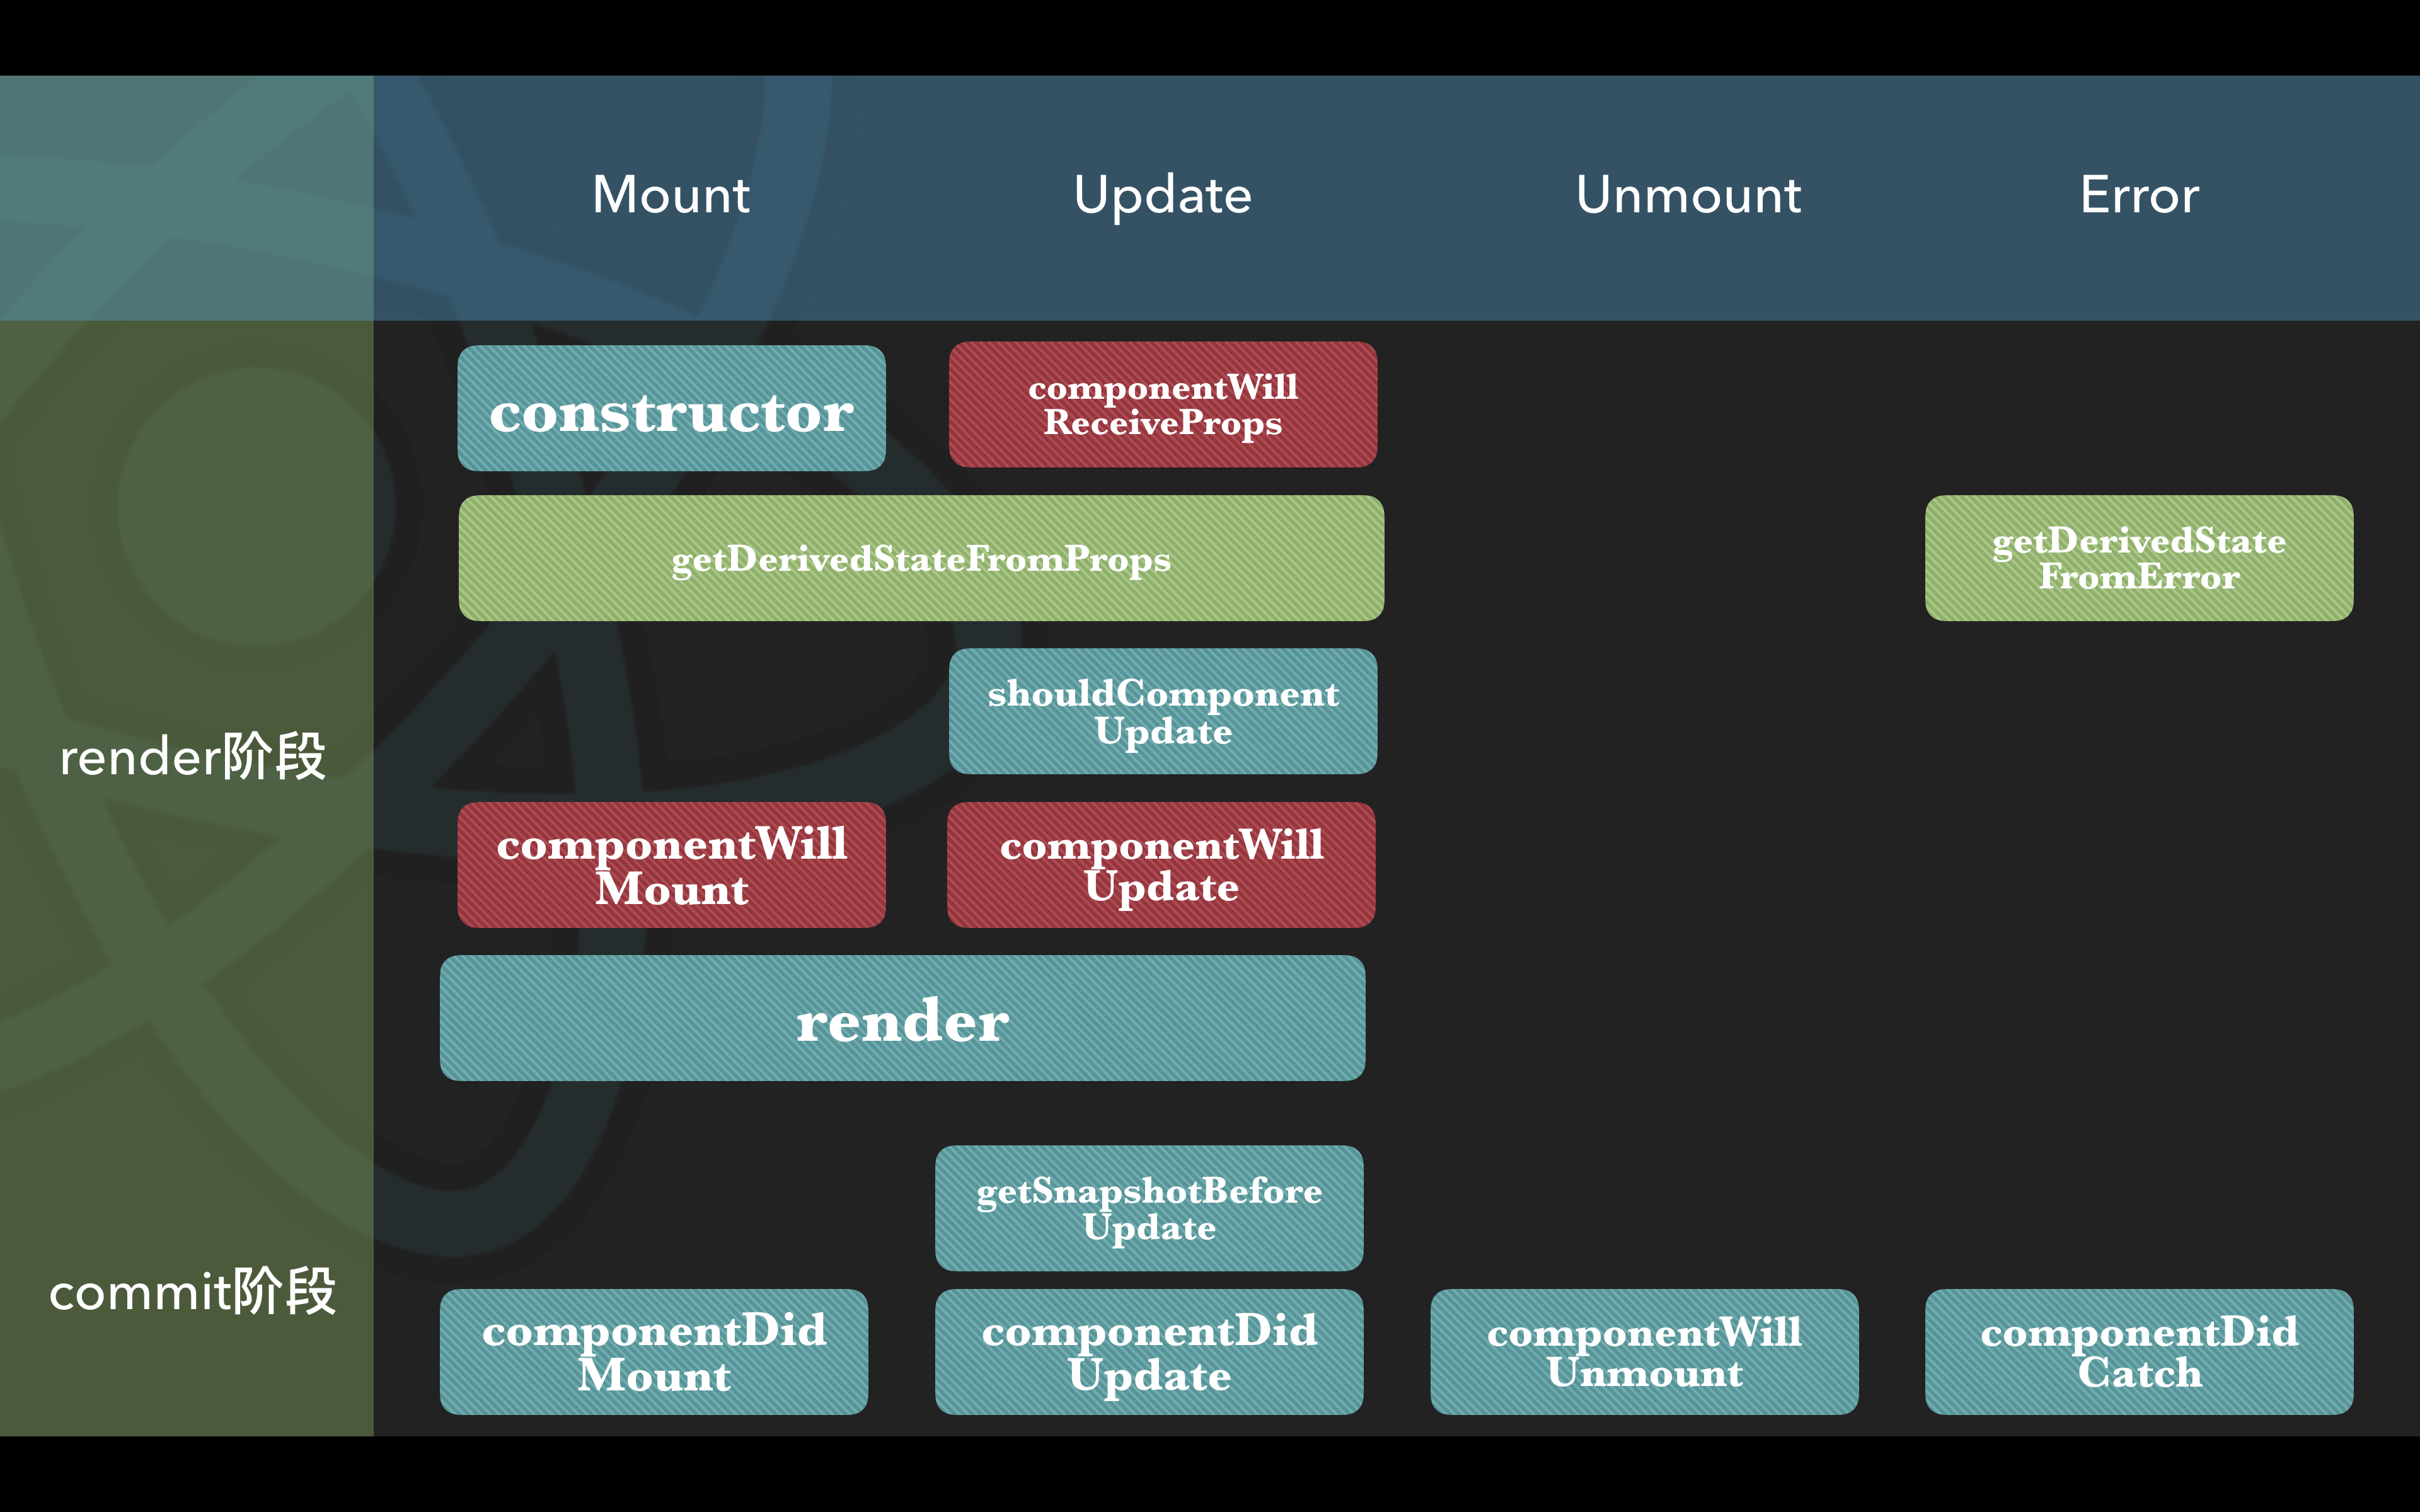 Mount
Update
Unmount
Error
constructor
componentWill
ReceiveProps
getDerivedStateFromProps
getDerivedState
FromError
shouldComponent
Update
render阶段
componentWill
Mount
componentWill
Update
render
getSnapshotBefore
Update
commit阶段
componentDid
Mount
componentDid
Update
componentWill
Unmount
componentDid
Catch